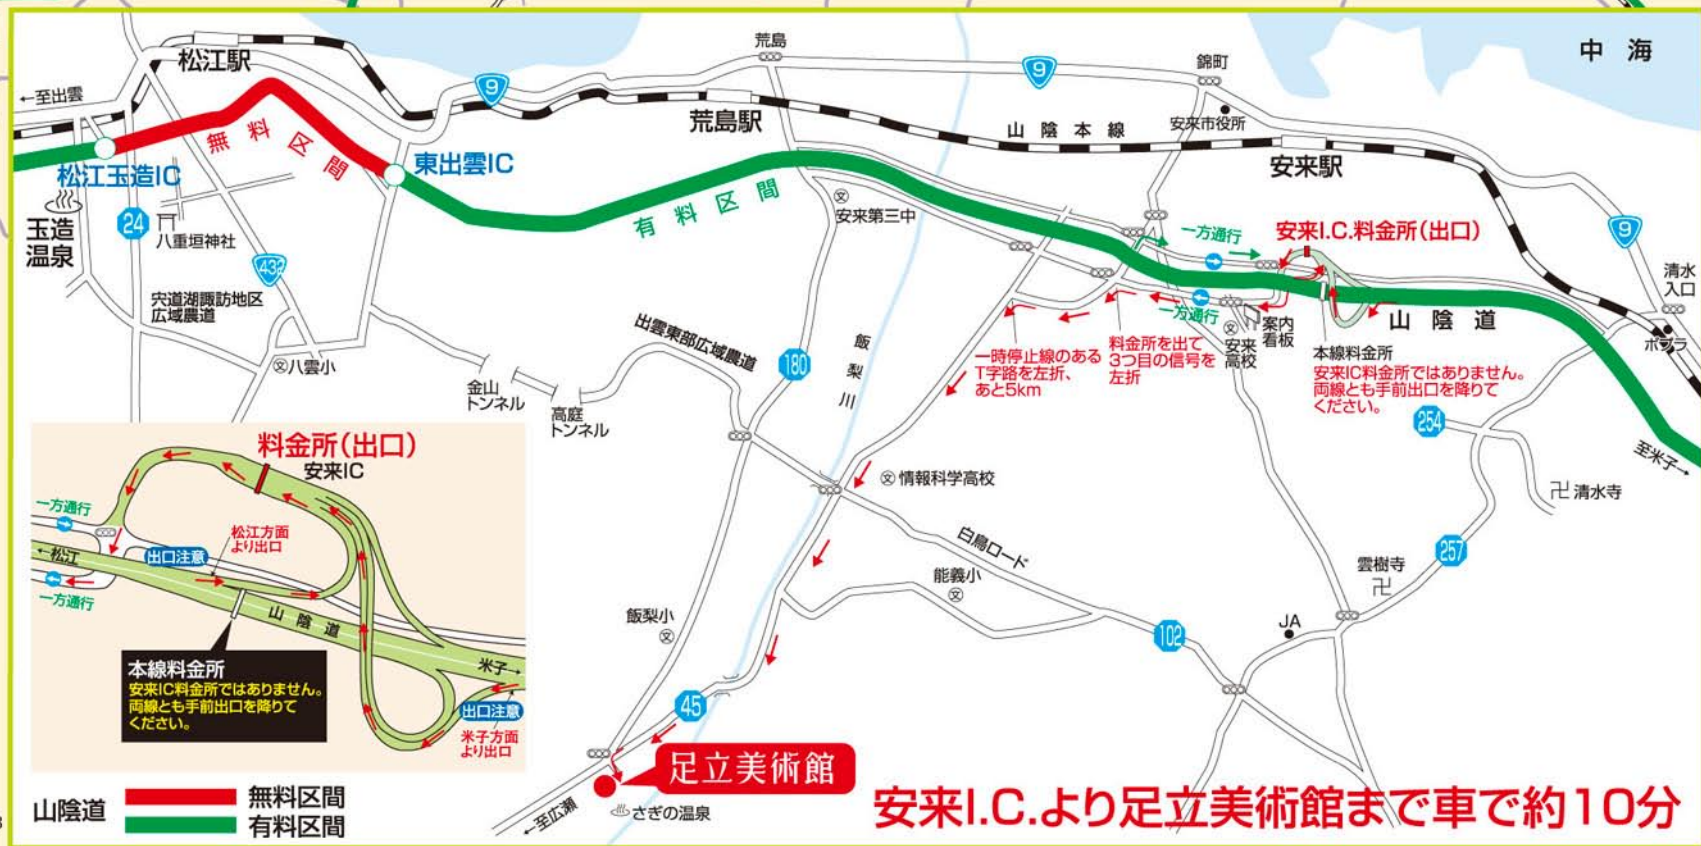 荒島
錦町
中海
松江駅
9
9
←至出雲
荒島駅
山陰本線
安来市役所
安来駅
無料区間
東出雲IC
松江玉造IC
有料区間
安来第三中
一方通行
安来I.C.料金所(出口)
9
玉造
温泉
24
八重垣神社
432
清水
入口
宍道湖諏訪地区
広域農道
出雲東部広域農道
180
飯梨川
一方通行
案内
看板
安来
高校
山陰道
ポプラ
八雲小
金山
トンネル
高庭
トンネル
一時停止線のある
T字路を左折、
あと5km
料金所を出て
3つ目の信号を
左折
本線料金所
安来IC料金所ではありません。
両線とも手前出口を降りて
ください。
254
至米子→
卍清水寺
料金所(出口)
安来IC
一方通行
松江方面
より出口
←松江
出口注意
一方通行
山陰道
米子→
本線料金所
安来IC料金所ではありません。
両線とも手前出口を降りて
ください。
出口注意
米子方面
より出口
文情報科学高校
白鳥ロード
能義小
文
257
雲樹寺
卍
飯梨小
文
102
JA
45
足立美術館
さぎの温泉
←至広瀬
山陰道
無料区間
有料区間
安来I.C.より足立美術館まで車で約10分